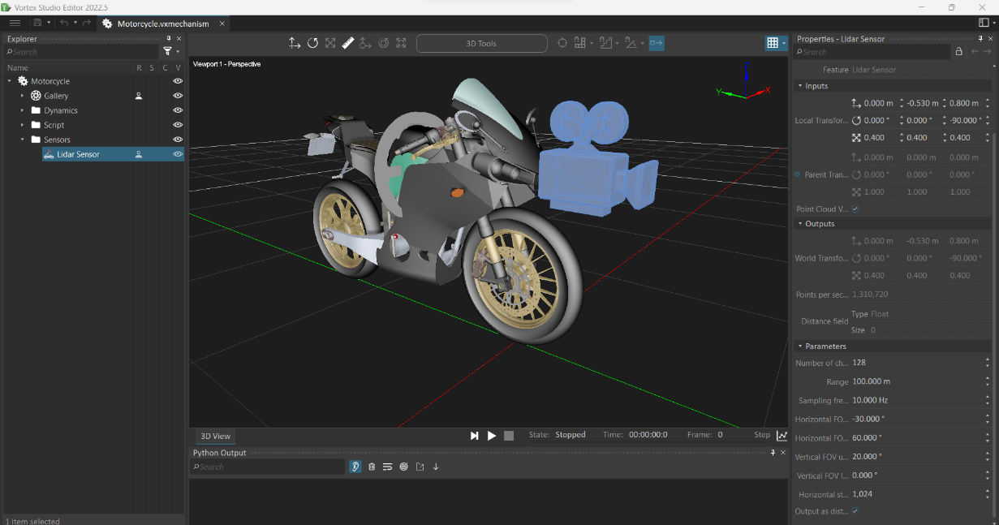 Vortex Studio Editor 2022.5
Motorcycle.vxmechanism
Explorer
Search
Name R S C V
Motorcycle
Gallery
Dynamics
Script
Sensors
Lidar Sensor
1 item selected
3D Tools
Viewport 1 - Perspective
Y
X
3D View
State: Stopped Time: 00:00:00:0 Frame: 0 Step
Python Output
Search
Properties - Lidar Sensor
Search
Feature Lidar Sensor
Inputs
0.000 m -0.530 m 0.800 m
Local Transfor... 0.000 ° 0.000 ° -90.000 °
0.400 0.400 0.400
0.000 m 0.000 m 0.000 m
Parent Tran... 0.000 ° 0.000 ° 0.000 °
1.000 1.000 1.000
Point Cloud V...
Outputs
0.000 m -0.530 m 0.800 m
World Transfo... 0.000 ° 0.000 ° -90.000 °
0.400 0.400 0.400
Points per sec... 1,310,720
Type Float
Distance field
Size 0
Parameters
Number of ch... 128
Range 100.000 m
Sampling fre... 10.000 Hz
Horizontal FO... -30.000 °
Horizontal FO... 60.000 °
Vertical FOV u... 20.000 °
Vertical FOV l... 0.000 °
Horizontal st... 1,024
Output as dist...